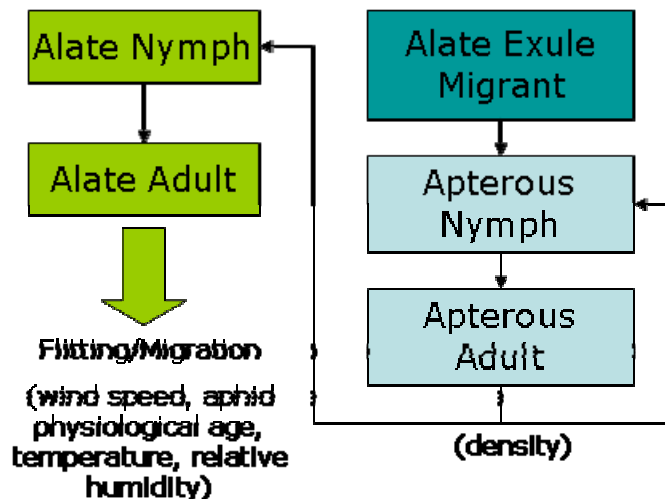 Alate Nymph
Alate Adult
Flitting/Migration
(wind speed, aphid
physiological age,
temperature, relative
humidity)
Alate Exule
Migrant
Apterous
Nymph
Apterous
Adult
(density)